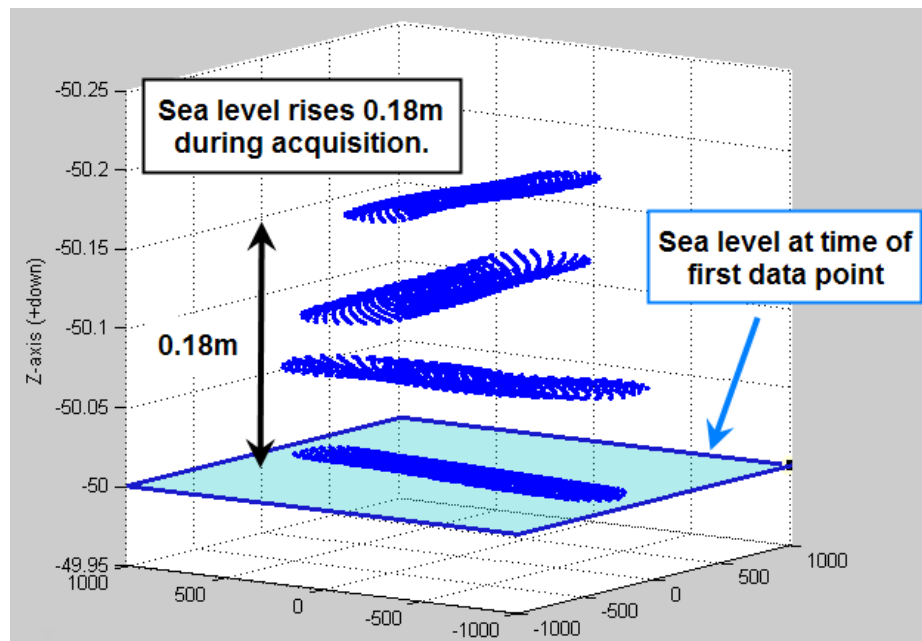 -50.25
Sea level rises 0.18m
during acquisition.
-50.2
-50.15
Sea level at time of
first data point
-50.1
0.18m
Z-axis (+down)
-50.05
-50
-49.95
1000
500
0
-500
-1000
-1000
-500
0
500
1000